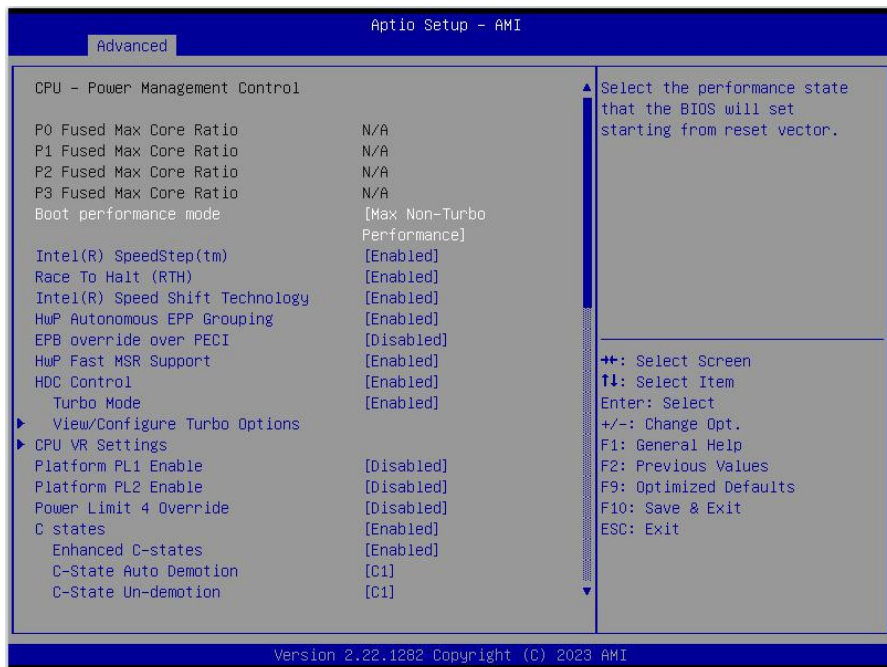 Aptio Setup – AMI
Advanced
CPU – Power Management Control
P0 Fused Max Core Ratio N/A
P1 Fused Max Core Ratio N/A
P2 Fused Max Core Ratio N/A
P3 Fused Max Core Ratio N/A
Boot performance mode [Max Non-Turbo
Performance]
Intel(R) SpeedStep(tm) [Enabled]
Race To Halt (RTH) [Enabled]
Intel(R) Speed Shift Technology [Enabled]
HwP Autonomous EPP Grouping [Enabled]
EPB override over PECI [Disabled]
HwP Fast MSR Support [Enabled]
HDC Control [Enabled]
Turbo Mode [Enabled]
View/Configure Turbo Options
CPU VR Settings
Platform PL1 Enable [Disabled]
Platform PL2 Enable [Disabled]
Power Limit 4 Override [Disabled]
C states [Enabled]
Enhanced C-states [Enabled]
C-State Auto Demotion [C1]
C-State Un-demotion [C1]
Select the performance state
that the BIOS will set
starting from reset vector.
→←: Select Screen
↑↓: Select Item
Enter: Select
+/-: Change Opt.
F1: General Help
F2: Previous Values
F9: Optimized Defaults
F10: Save & Exit
ESC: Exit
Version 2.22.1282 Copyright (C) 2023 AMI